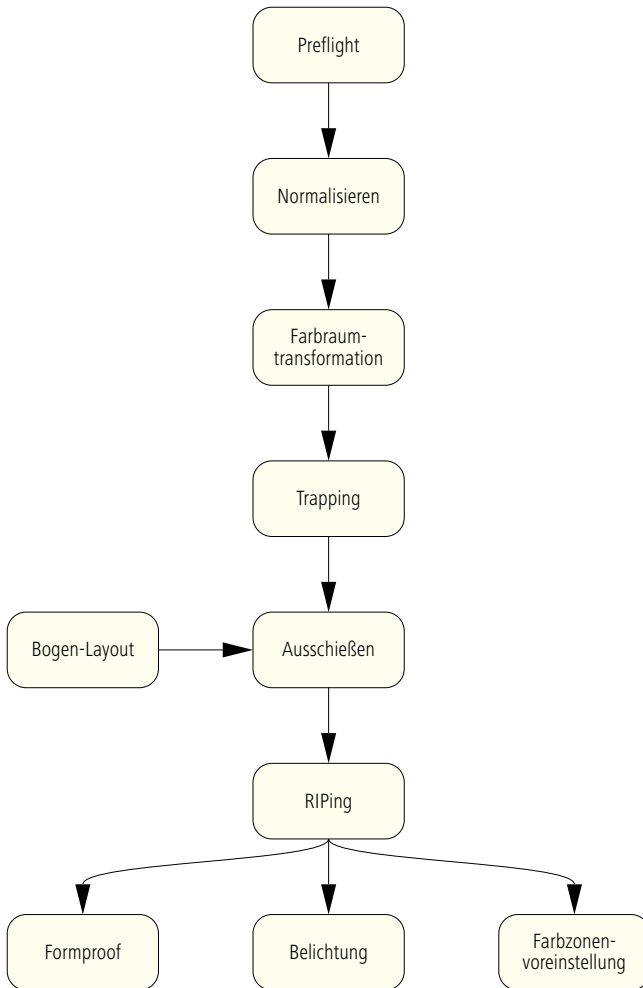 Preflight
Normalisieren
Farbraum-
transformation
Trapping
Bogen-Layout
Ausschießen
RIPing
Formproof
Belichtung
Farbzonen-
voreinstellung